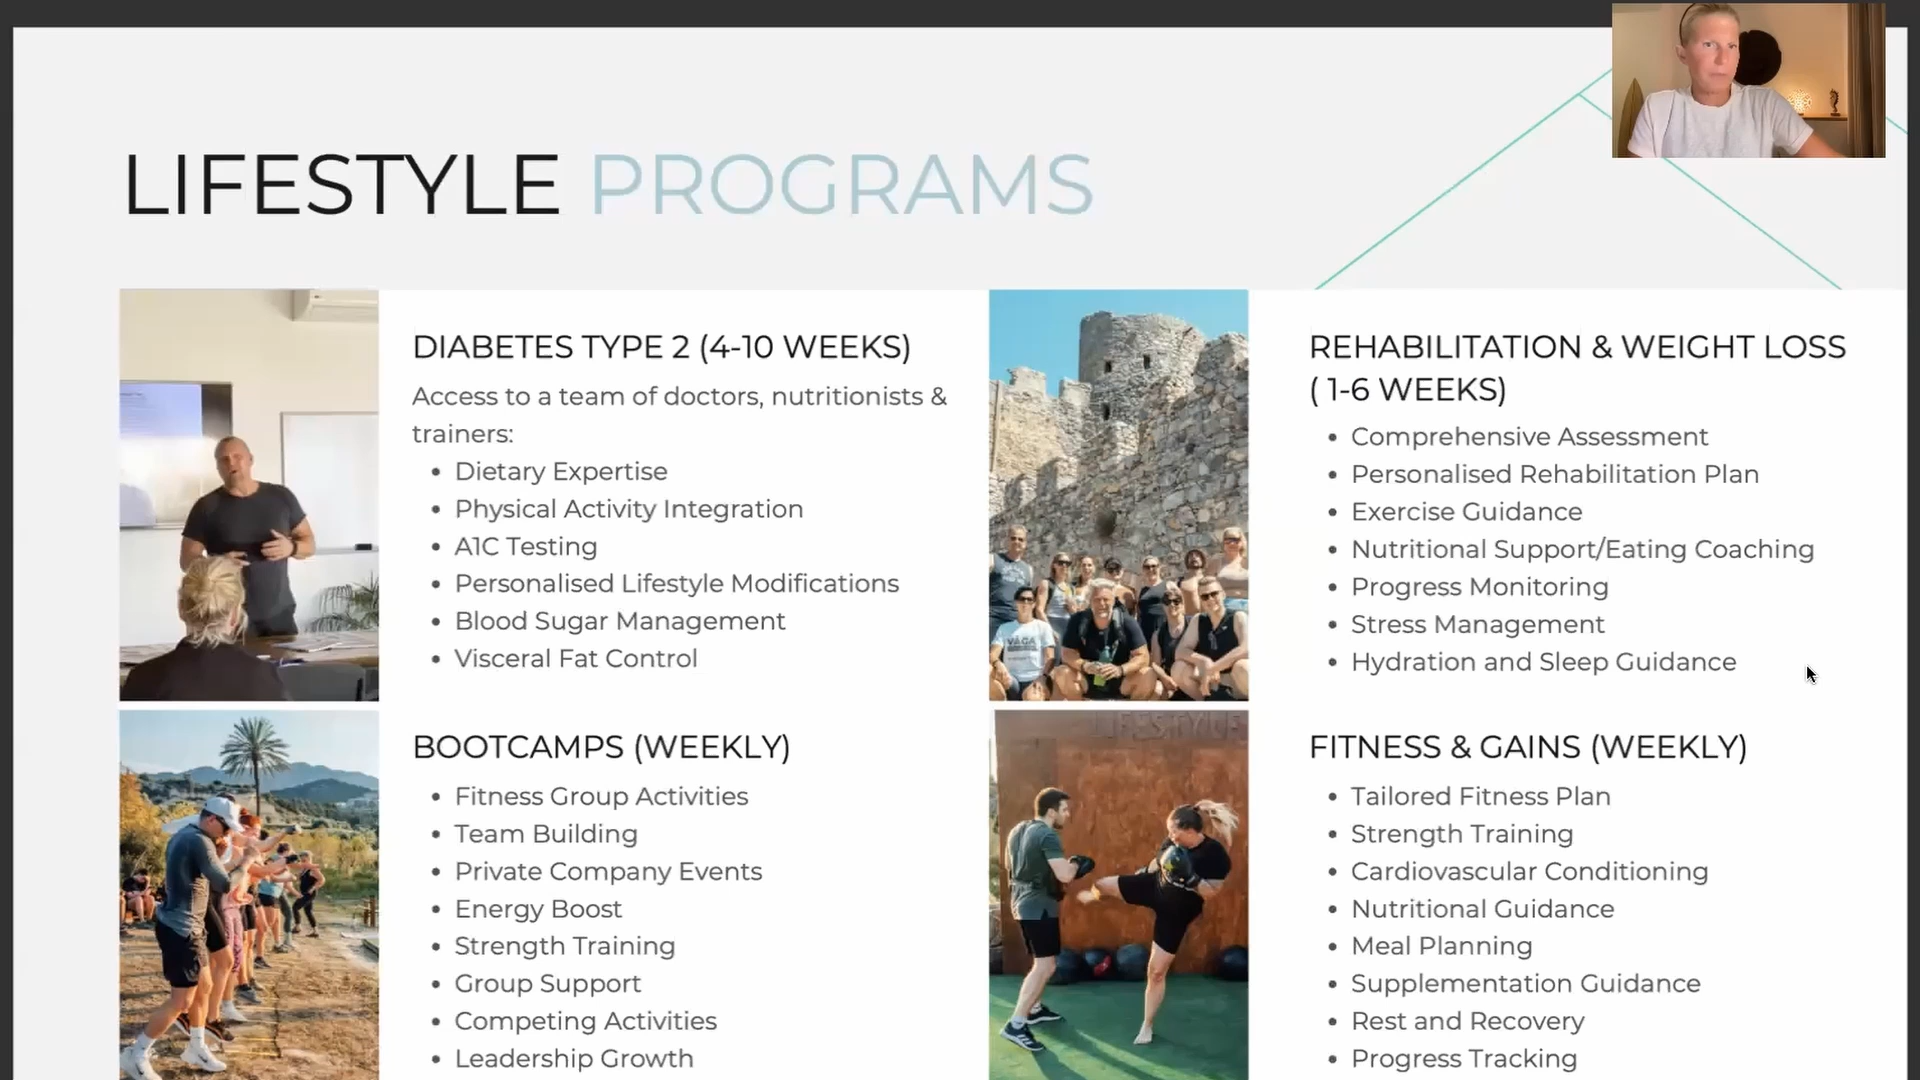 LIFESTYLE PROGRAMS
DIABETES TYPE 2 (4-10 WEEKS)
Access to a team of doctors, nutritionists &
trainers:
• Dietary Expertise
• Physical Activity Integration
• A1C Testing
• Personalised Lifestyle Modifications
• Blood Sugar Management
• Visceral Fat Control
REHABILITATION & WEIGHT LOSS
( 1-6 WEEKS)
• Comprehensive Assessment
• Personalised Rehabilitation Plan
• Exercise Guidance
• Nutritional Support/Eating Coaching
• Progress Monitoring
• Stress Management
• Hydration and Sleep Guidance
BOOTCAMPS (WEEKLY)
• Fitness Group Activities
• Team Building
• Private Company Events
• Energy Boost
• Strength Training
• Group Support
• Competing Activities
• Leadership Growth
LIFESTYLE
FITNESS & GAINS (WEEKLY)
• Tailored Fitness Plan
• Strength Training
• Cardiovascular Conditioning
• Nutritional Guidance
• Meal Planning
• Supplementation Guidance
• Rest and Recovery
• Progress Tracking